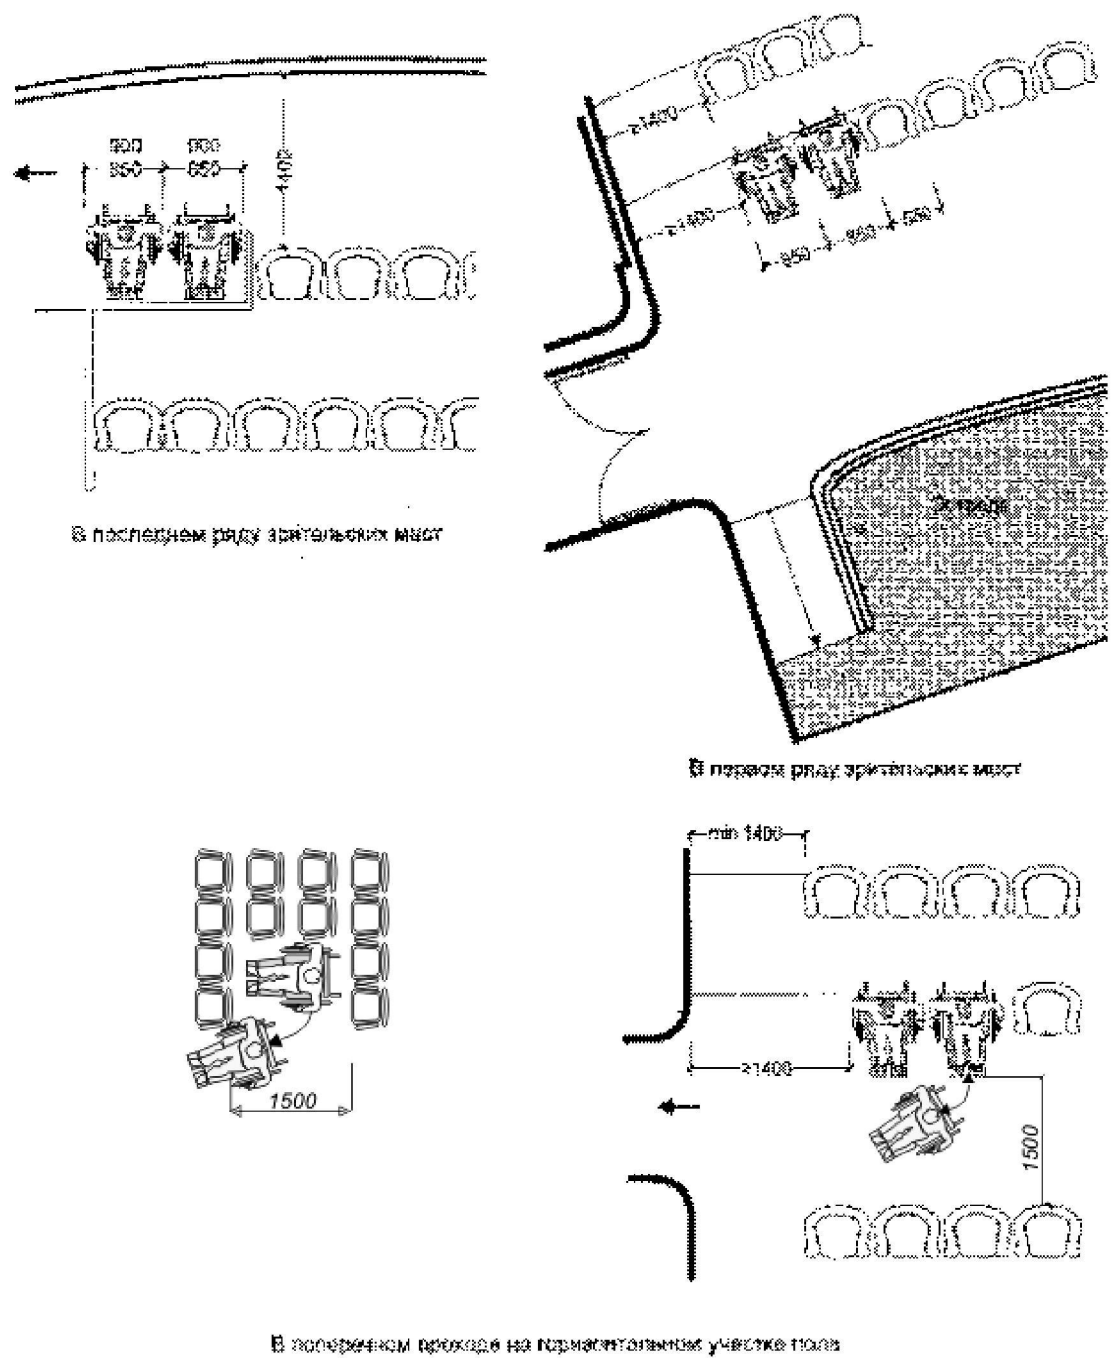 900 900
850 850
1400
В последнем ряду зрительских мест
≥1400
≥1400
850
850
Эстрада
В первом ряду зрительских мест
1500
min 1400
≥1400
1500
В поперечном проходе на горизонтальном участке пола